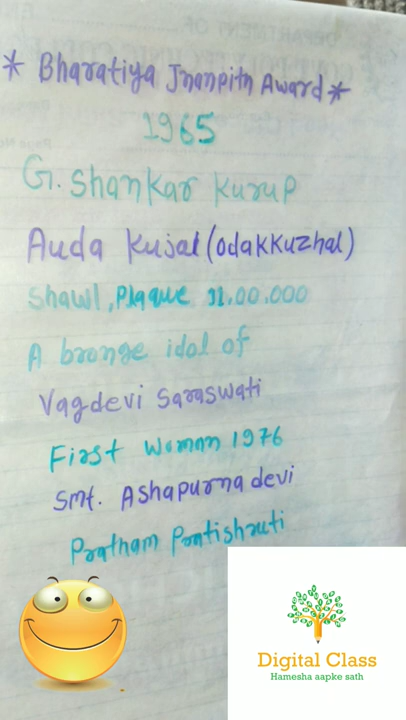 * Bharatiya Jnanpith Award *
1965
G. Shankar Kurup
Auda Kujal (Odakkuzhal)
Shawl, Plaque 11,00,000
A bronge idol of
Vagdevi Saraswati
First Woman 1976
Smt. Ashapurna devi
Pratham Pratishruti
Digital Class
Hamesha aapke sath